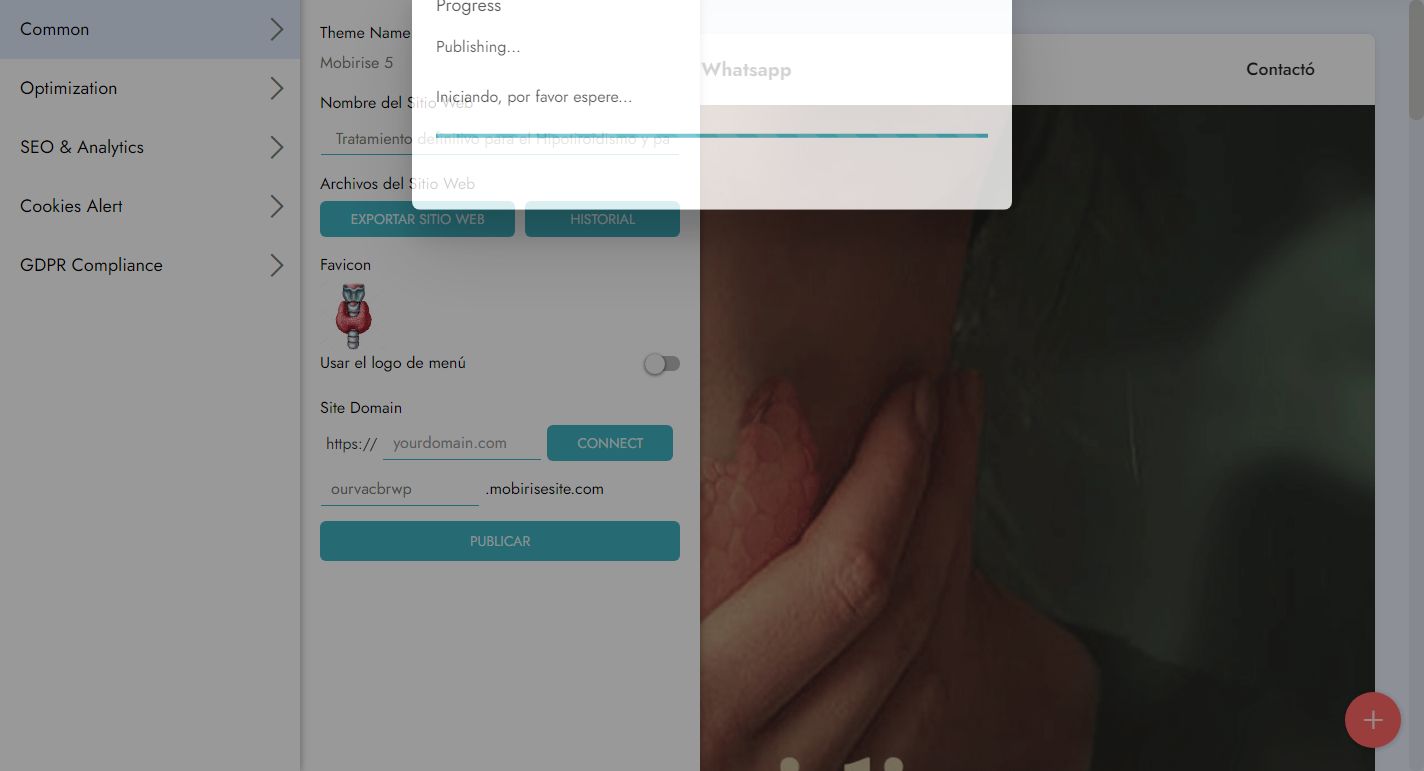 Common
Optimization
SEO & Analytics
Cookies Alert
GDPR Compliance
Theme Name
Mobirise 5
Nombre del Sitio Web
Tratamiento definitivo para el Hipotiroidismo y pa
Archivos del Sitio Web
EXPORTAR SITIO WEB
HISTORIAL
Favicon
Usar el logo de menú
Site Domain
https://
yourdomain.com
CONNECT
ourvacbrwp
.mobirisesite.com
PUBLICAR
Progress
Publishing...
Iniciando, por favor espere...
Whatsapp
Contactó